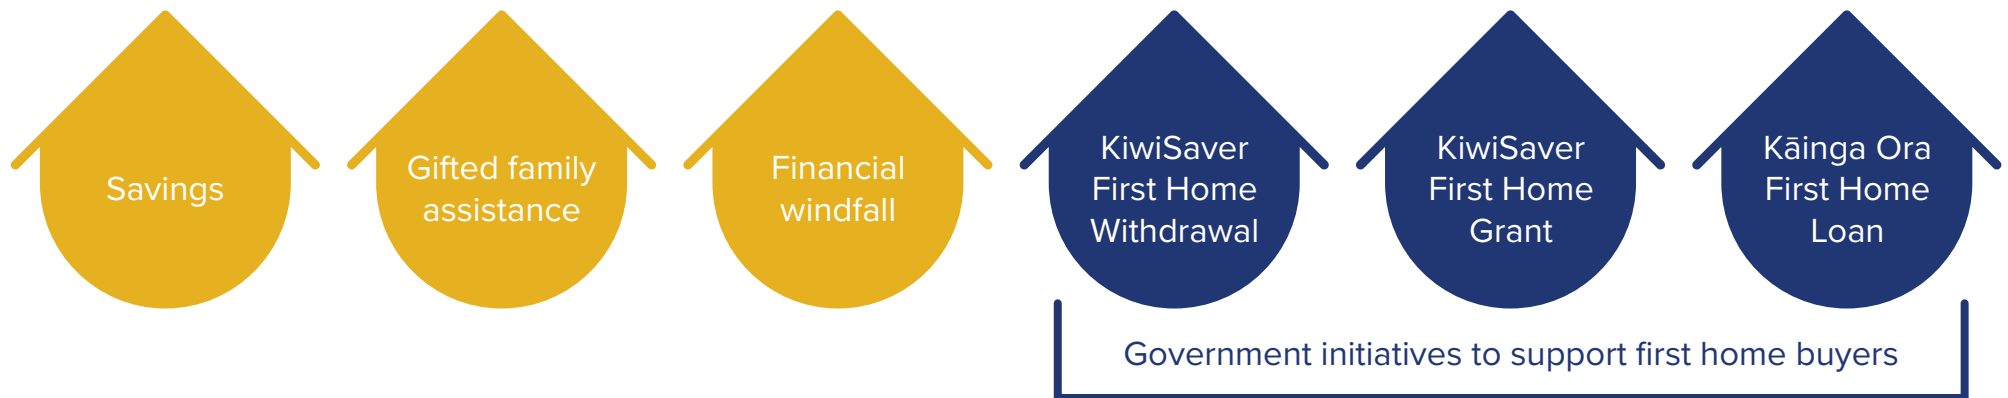 Savings
Gifted family
assistance
Financial
windfall
KiwiSaver
First Home
Withdrawal
KiwiSaver
First Home
Grant
Kāinga Ora
First Home
Loan
Government initiatives to support first home buyers